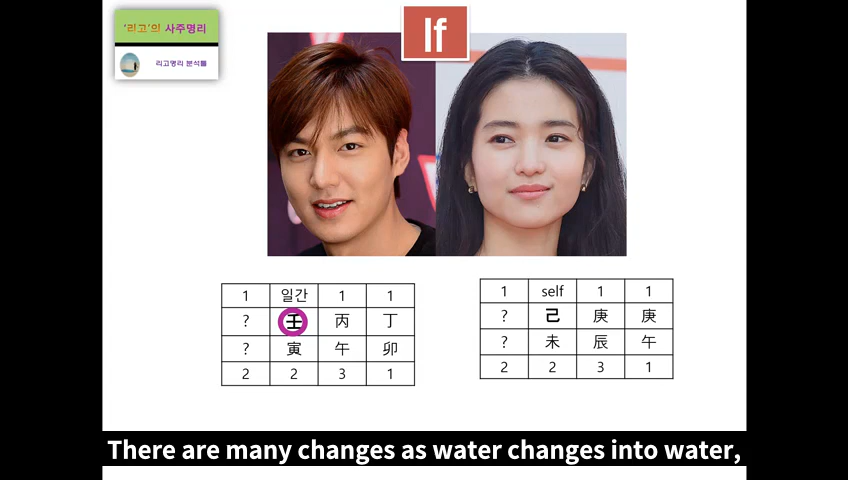 '리고'의 사주명리
리고명리 분석틀
If
1 일간 1 1
? 壬 丙 丁
? 寅 午 卯
2 2 3 1
1 self 1 1
? 己 庚 庚
? 未 辰 午
2 2 3 1
There are many changes as water changes into water,